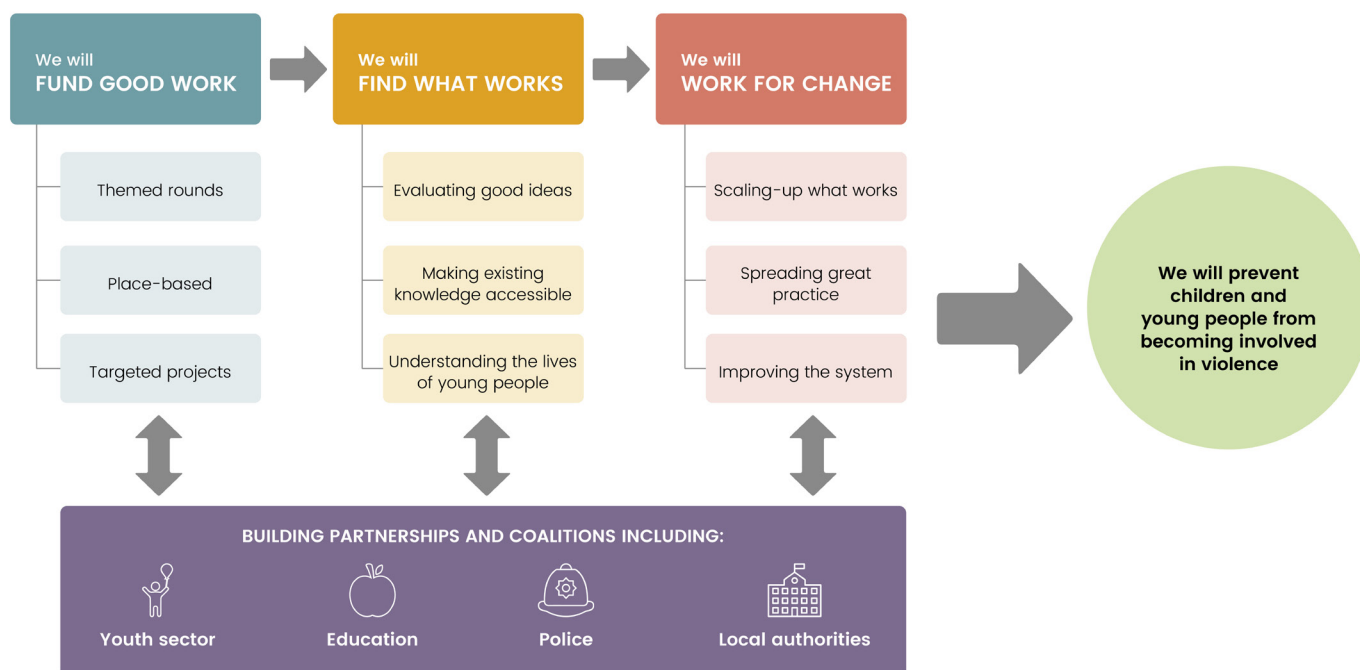 We will
FUND GOOD WORK
Themed rounds
Place-based
Targeted projects
We will
FIND WHAT WORKS
Evaluating good ideas
Making existing
knowledge accessible
Understanding the lives
of young people
We will
WORK FOR CHANGE
Scaling-up what works
Spreading great
practice
Improving the system
We will prevent
children and
young people from
becoming involved
in violence
BUILDING PARTNERSHIPS AND COALITIONS INCLUDING:
Youth sector
Education
Police
Local authorities